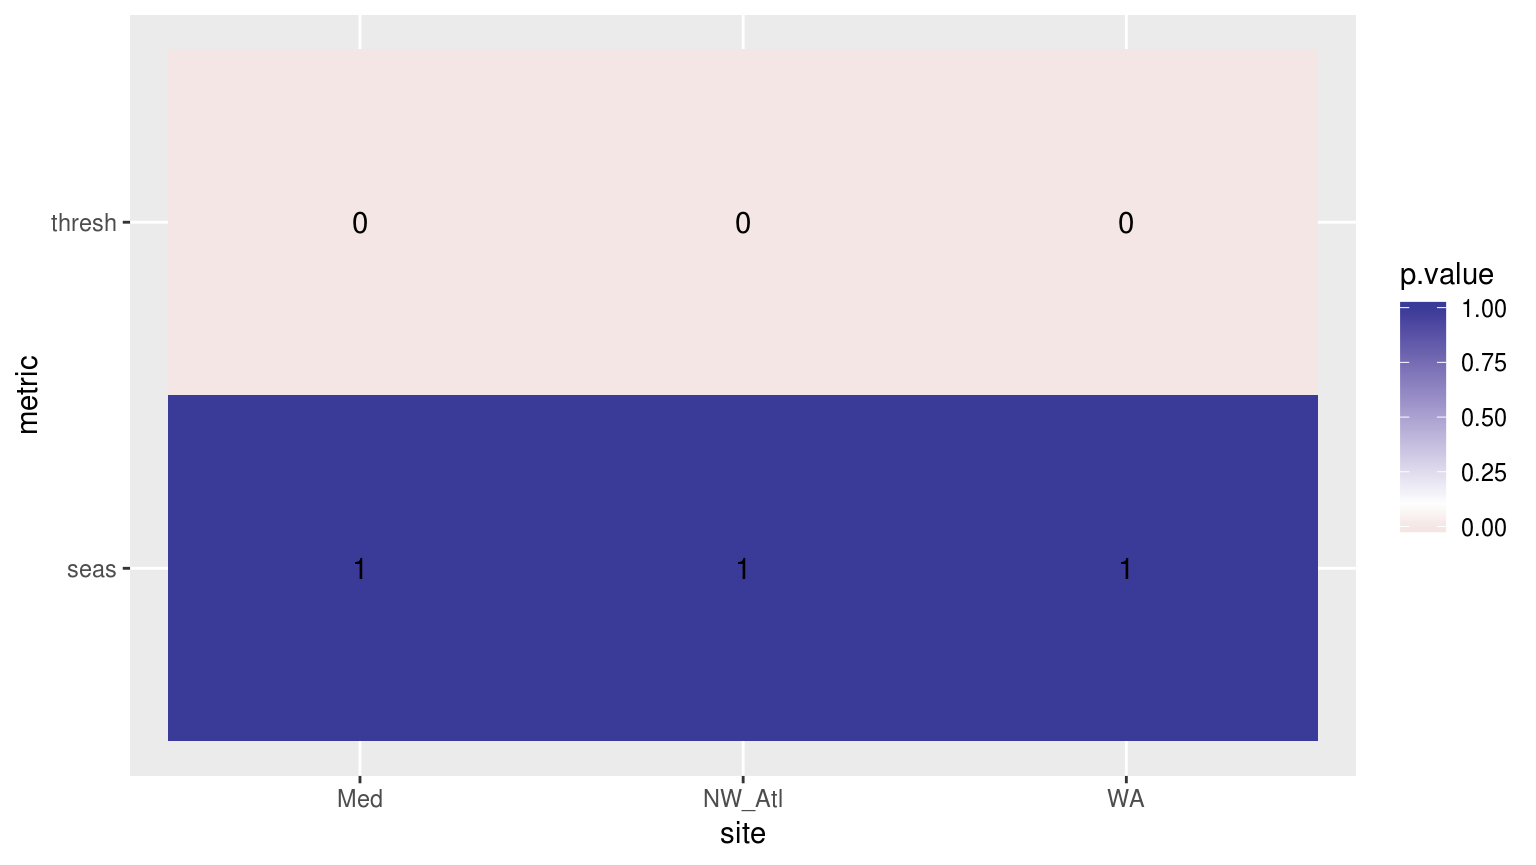 thresh
0 0 0
seas
1 1 1
Med NW_Atl WA
site
metric
p.value
1.00
0.75
0.50
0.25
0.00